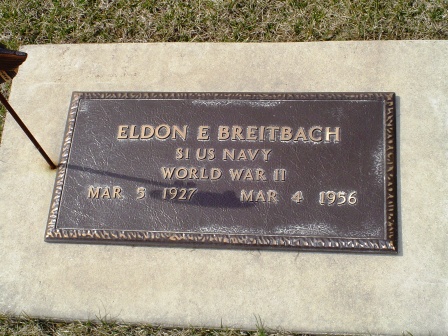 ELDON E BREITBACH
S1 US NAVY
WORLD WAR II
MAR 5 1927 MAR 4 1956